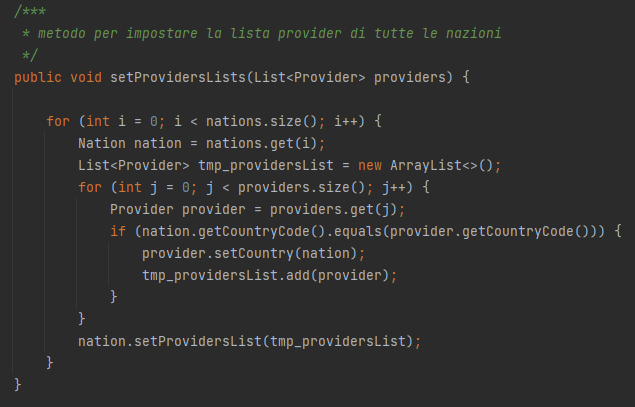 /***
 * metodo per impostare la lista provider di tutte le nazioni
 */
public void setProvidersLists(List<Provider> providers) {
    for (int i = 0; i < nations.size(); i++) {
        Nation nation = nations.get(i);
        List<Provider> tmp_providersList = new ArrayList<>();
        for (int j = 0; j < providers.size(); j++) {
            Provider provider = providers.get(j);
            if (nation.getCountryCode().equals(provider.getCountryCode())) {
                provider.setCountry(nation);
                tmp_providersList.add(provider);
            }
        }
        nation.setProvidersList(tmp_providersList);
    }
}